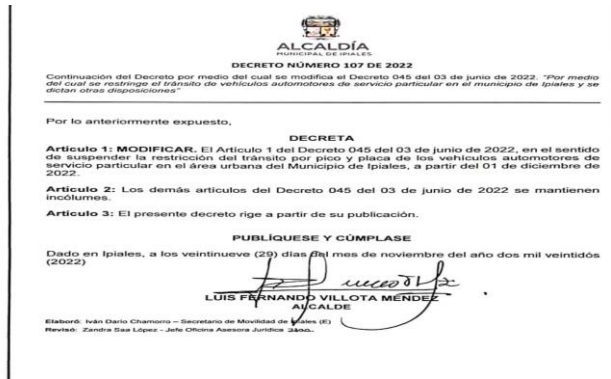 ALCALDÍA
MUNICIPAL DE IPIALES
DECRETO NÚMERO 107 DE 2022
Continuación del Decreto por medio del cual se modifica el Decreto 045 del 03 de junio de 2022. "Por medio
del cual se restringe el tránsito de vehículos automotores de servicio particular en el municipio de Ipiales y se
dictan otras disposiciones"
Por lo anteriormente expuesto,
DECRETA
Artículo 1: MODIFICAR. El Artículo 1 del Decreto 045 del 03 de junio de 2022, en el sentido
de suspender la restricción del tránsito por pico y placa de los vehículos automotores de
servicio particular en el área urbana del Municipio de Ipiales, a partir del 01 de diciembre de
2022.
Artículo 2: Los demás artículos del Decreto 045 del 03 de junio de 2022 se mantienen
incólumes.
Artículo 3: El presente decreto rige a partir de su publicación.
PUBLÍQUESE Y CÚMPLASE
Dado en Ipiales, a los veintinueve (29) días del mes de noviembre del año dos mil veintidós
(2022)
LUIS FERNANDO VILLOTA MÉNDEZ
ALCALDE
Elaboró: Iván Darío Chamorro – Secretario de Movilidad de Ipiales (E)
Revisó: Zandra Saa López - Jefe Oficina Asesora Jurídica